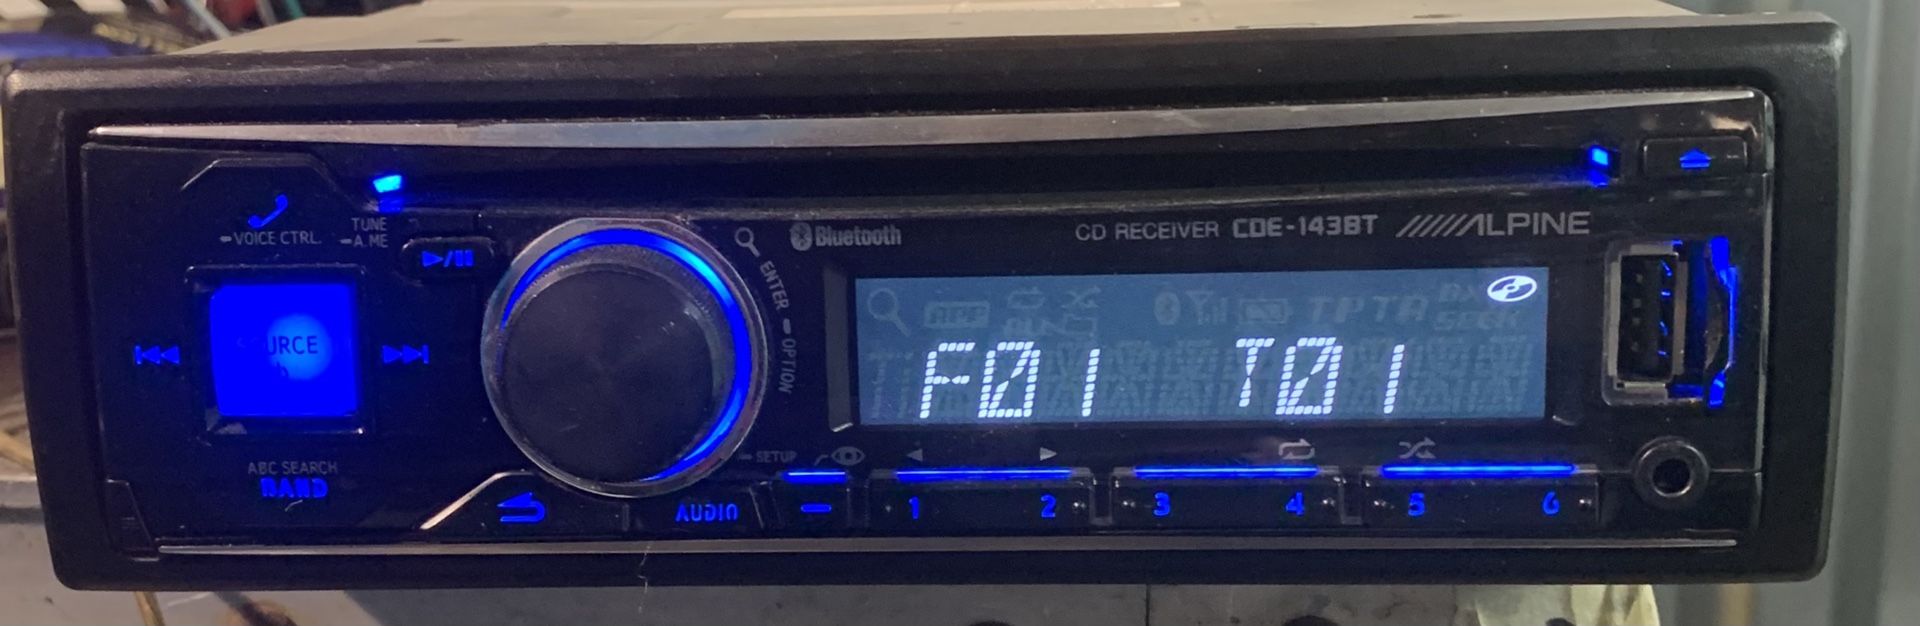 Bluetooth
CD RECEIVER CDE-143BT ALPINE
VOICE CTRL.
TUNE
A.ME
ENTER
OPTION
F01 T01
SETUP
ABC SEARCH
BAND
AUDIO
1 2 3 4 5 6